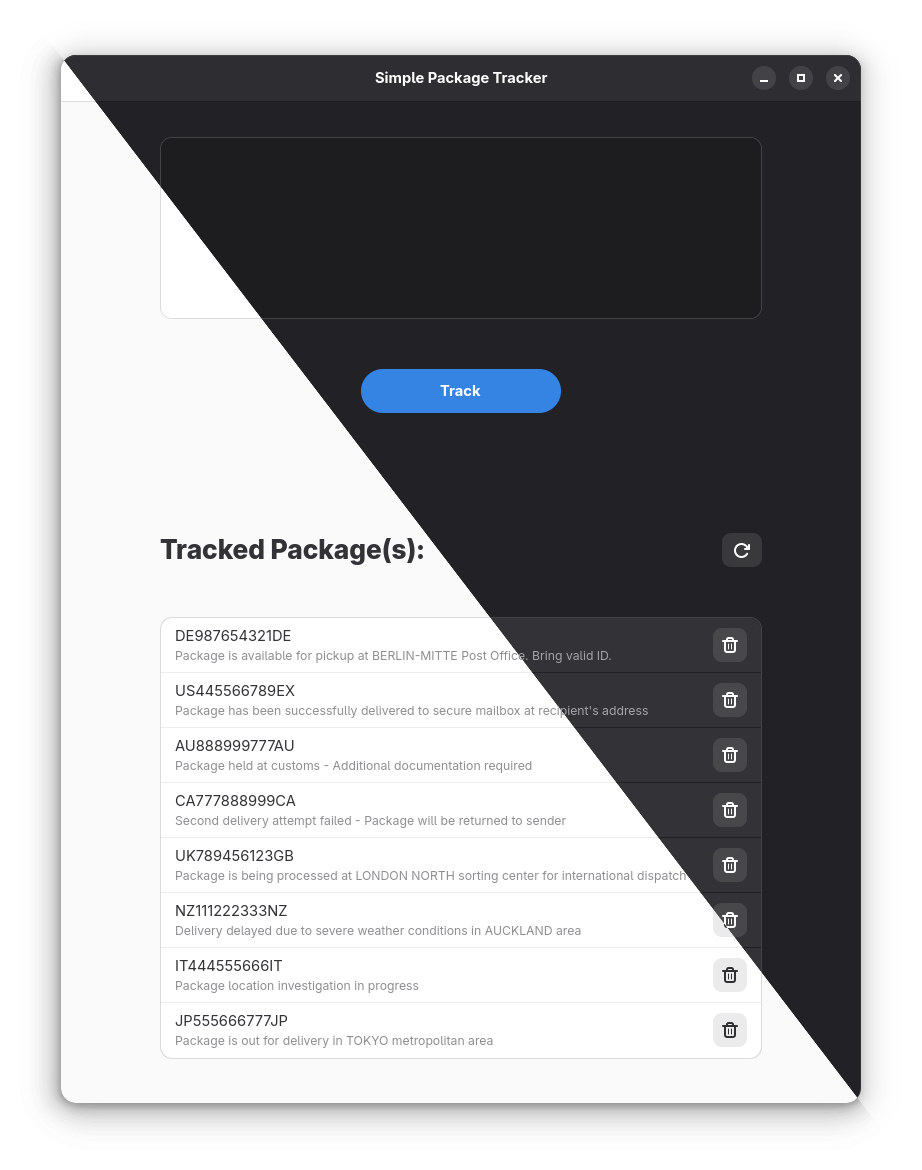 Simple Package Tracker
Track
Tracked Package(s):
DE987654321DE
Package is available for pickup at BERLIN-MITTE Post Office. Bring valid ID.
US445566789EX
Package has been successfully delivered to secure mailbox at recipient's address
AU888999777AU
Package held at customs - Additional documentation required
CA777888999CA
Second delivery attempt failed - Package will be returned to sender
UK789456123GB
Package is being processed at LONDON NORTH sorting center for international dispatch
NZ111222333NZ
Delivery delayed due to severe weather conditions in AUCKLAND area
IT444555666IT
Package location investigation in progress
JP555666777JP
Package is out for delivery in TOKYO metropolitan area